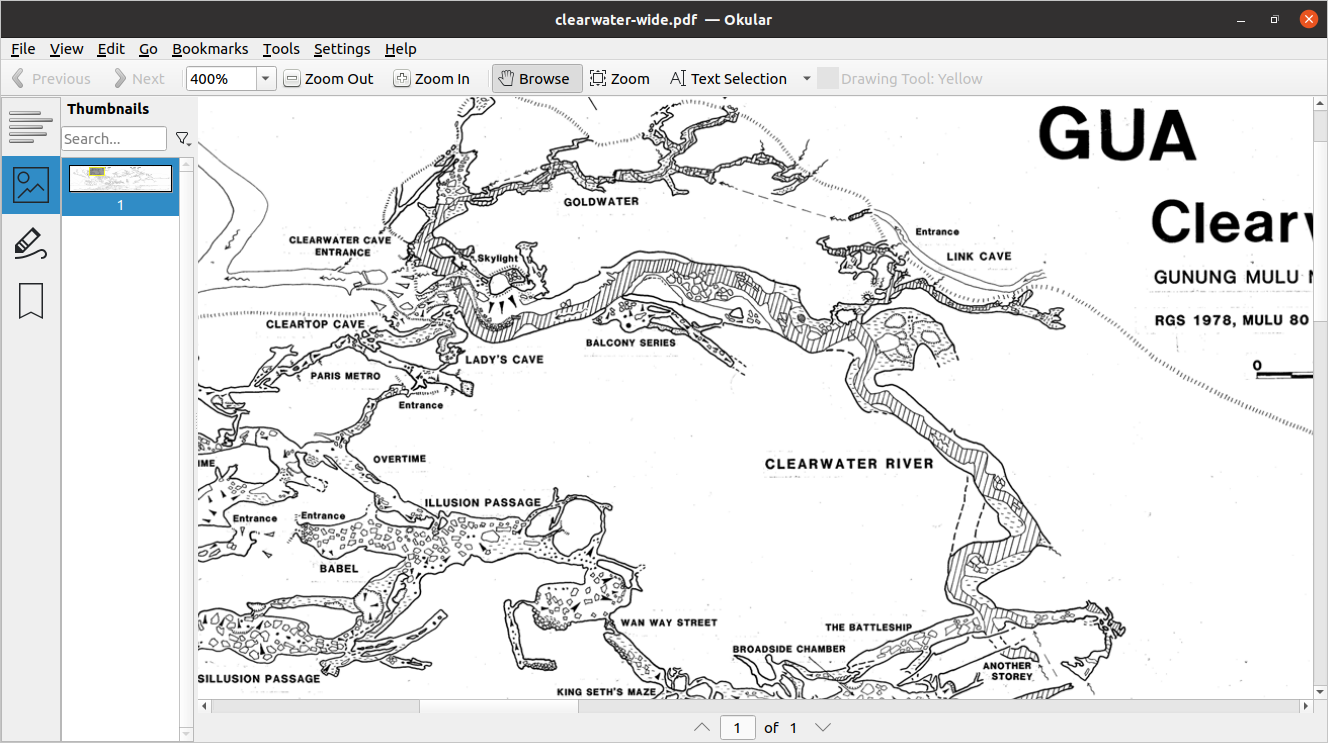 clearwater-wide.pdf — Okular
File View Edit Go Bookmarks Tools Settings Help
Previous Next 400% Zoom Out Zoom In Browse Zoom Text Selection Drawing Tool: Yellow
Thumbnails
Search...
1
GUA
GOLDWATER
Clearw
CLEARWATER CAVE
ENTRANCE
Entrance
Skylight
LINK CAVE
GUNUNG MULU N
RGS 1978, MULU 80
CLEARTOP CAVE
BALCONY SERIES
LADY'S CAVE
0
PARIS METRO
Entrance
OVERTIME
IME
CLEARWATER RIVER
ILLUSION PASSAGE
Entrance
Entrance
BABEL
WAN WAY STREET
THE BATTLESHIP
BROADSIDE CHAMBER
ANOTHER
STOREY
SILLUSION PASSAGE
KING SETH'S MAZE
1 of 1